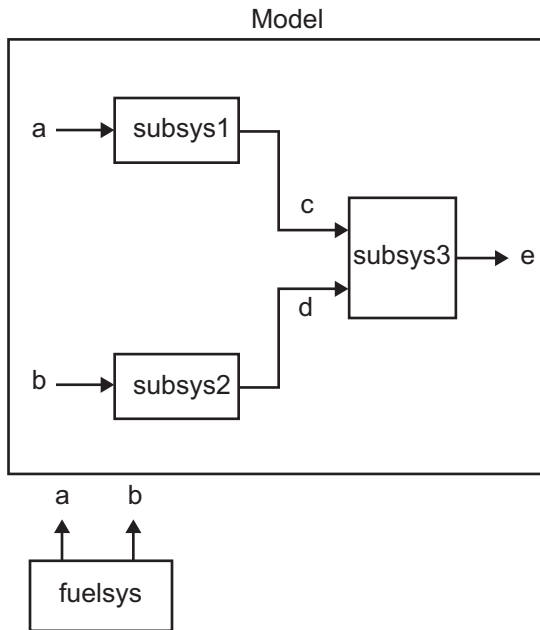 Model
a
subsys1
c
subsys3
e
d
b
subsys2
a b
fuelsys